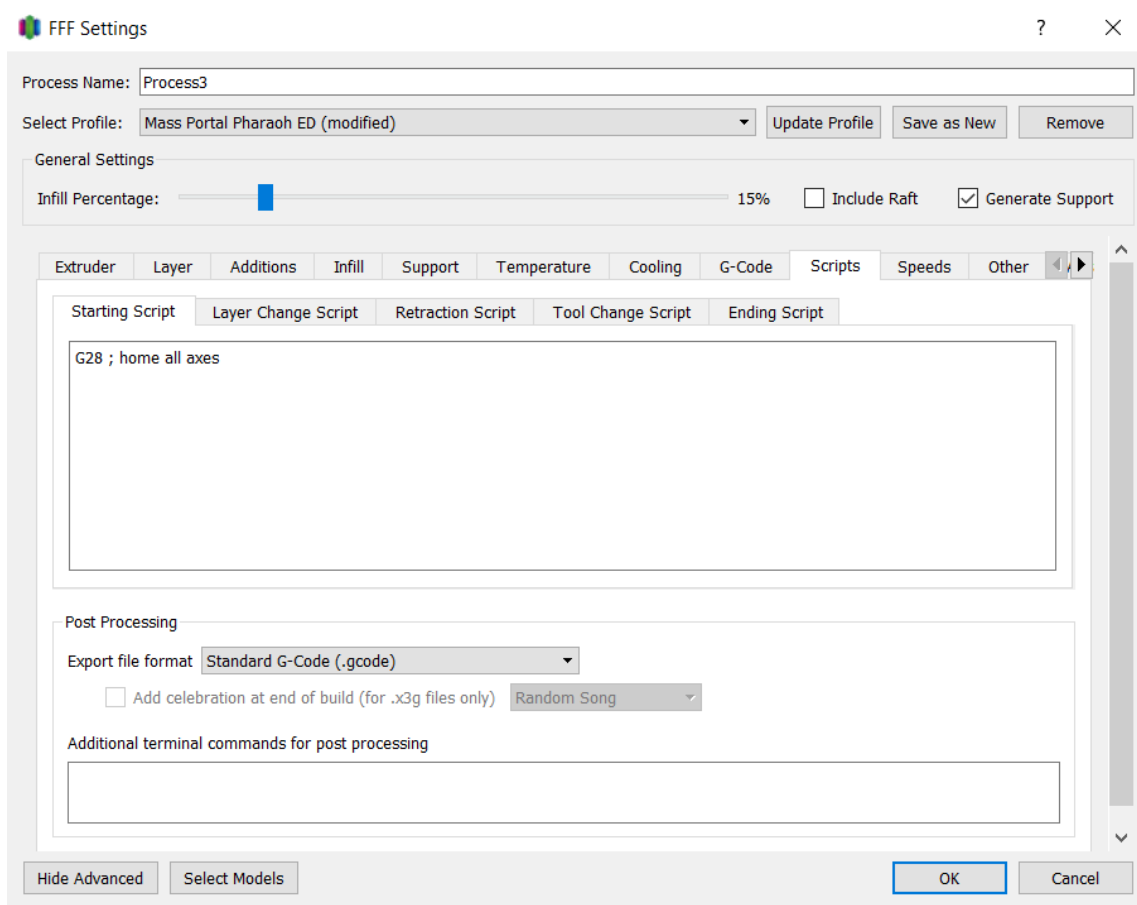 FFF Settings ?
Process Name: Process3
Select Profile: Mass Portal Pharaoh ED (modified) Update Profile Save as New Remove
General Settings
Infill Percentage: 15% Include Raft Generate Support
Extruder Layer Additions Infill Support Temperature Cooling G-Code Scripts Speeds Other
Starting Script Layer Change Script Retraction Script Tool Change Script Ending Script
G28 ; home all axes
Post Processing
Export file format Standard G-Code (.gcode)
Add celebration at end of build (for .x3g files only) Random Song
Additional terminal commands for post processing
Hide Advanced Select Models OK Cancel